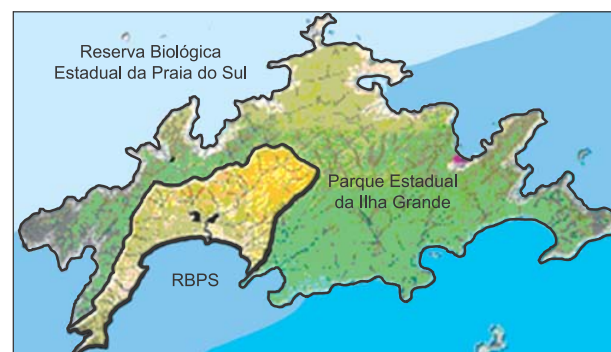 Reserva Biológica
Estadual da Praia do Sul
Parque Estadual
da Ilha Grande
RBPS